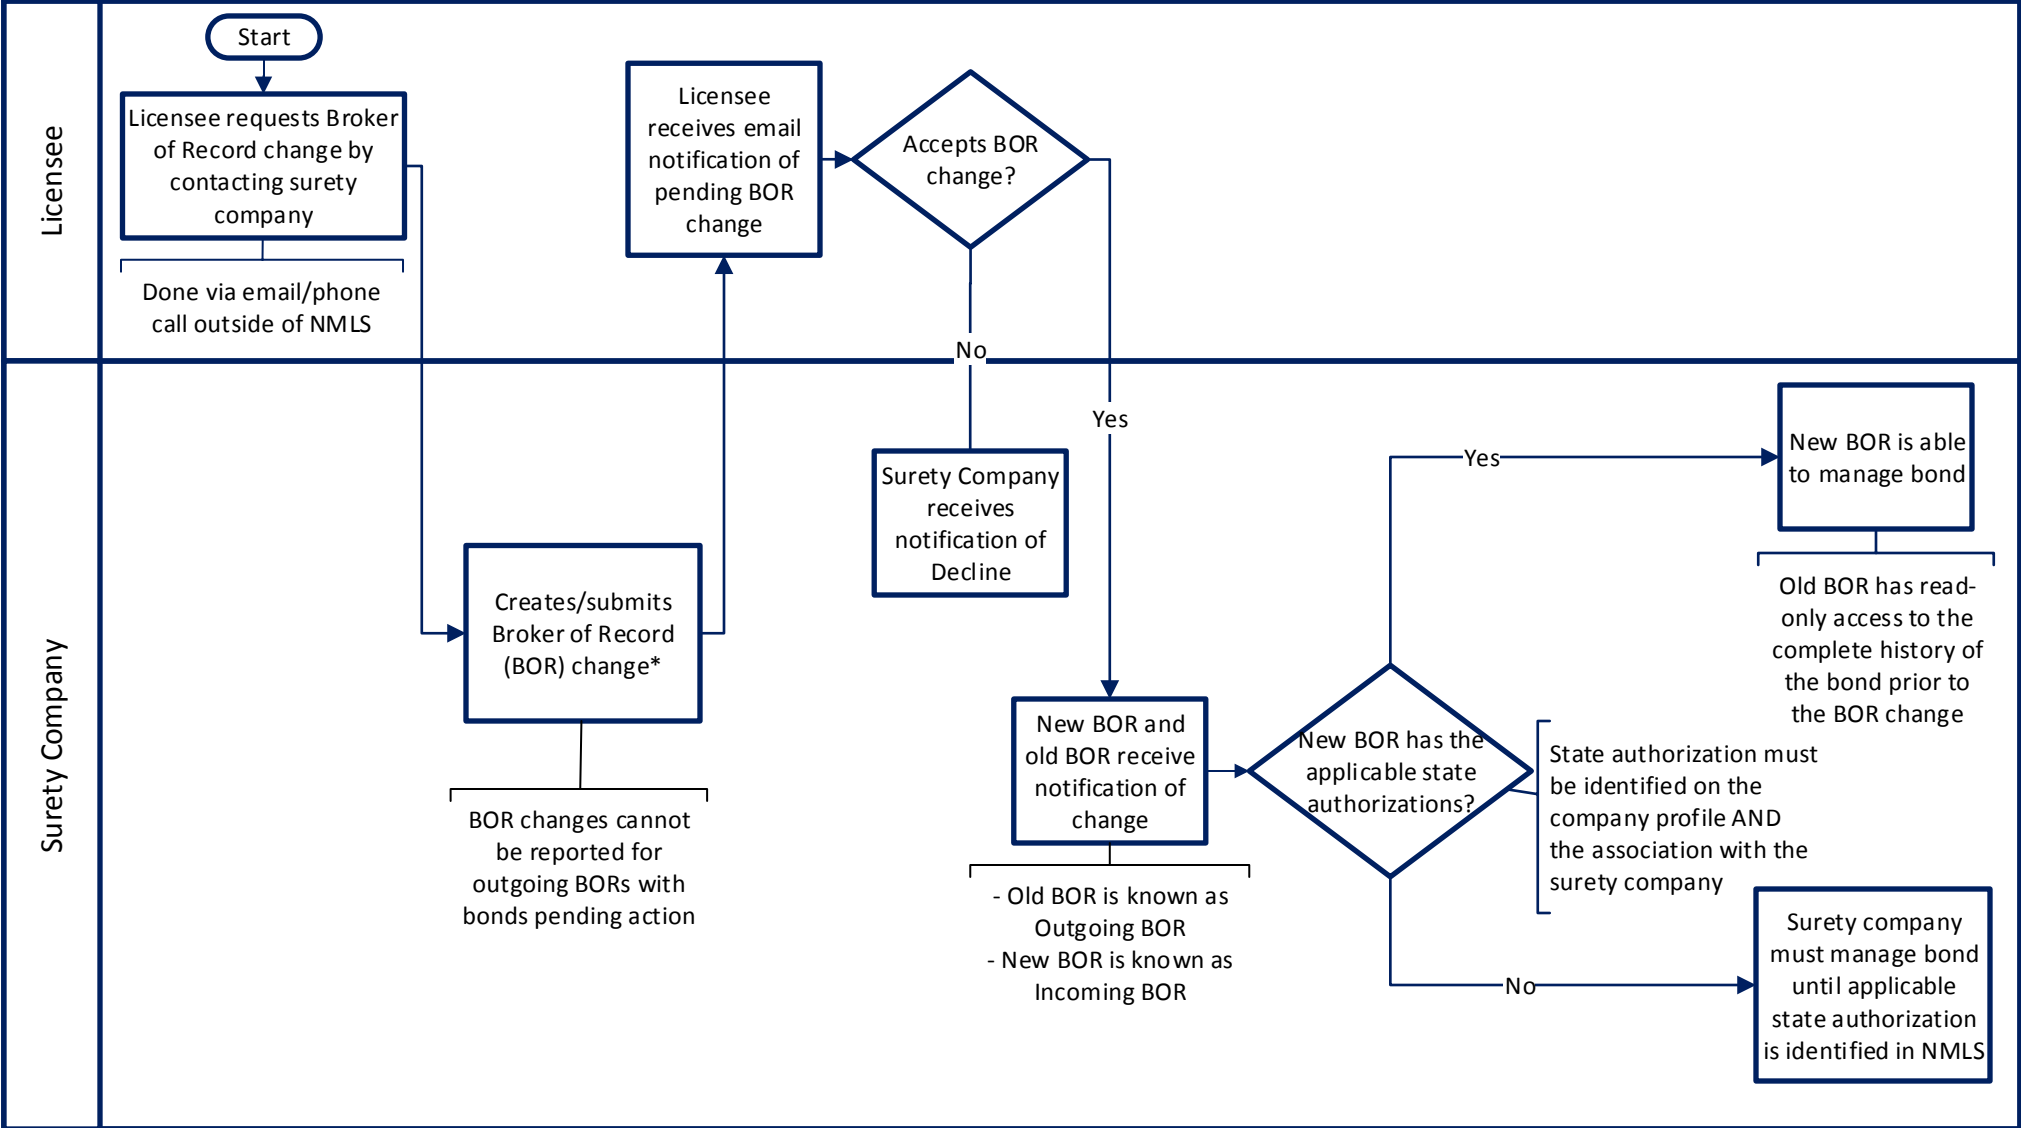 Licensee
Start
Licensee requests Broker
of Record change by
contacting surety
company
Done via email/phone
call outside of NMLS
Licensee
receives email
notification of
pending BOR
change
Accepts BOR
change?
No
Yes
Surety Company
Creates/submits
Broker of Record
(BOR) change*
BOR changes cannot
be reported for
outgoing BORs with
bonds pending action
Surety Company
receives
notification of
Decline
New BOR and
old BOR receive
notification of
change
- Old BOR is known as
Outgoing BOR
- New BOR is known as
Incoming BOR
New BOR has the
applicable state
authorizations?
State authorization must
be identified on the
company profile AND
the association with the
surety company
Yes
New BOR is able
to manage bond
Old BOR has read-
only access to the
complete history of
the bond prior to
the BOR change
No
Surety company
must manage bond
until applicable
state authorization
is identified in NMLS